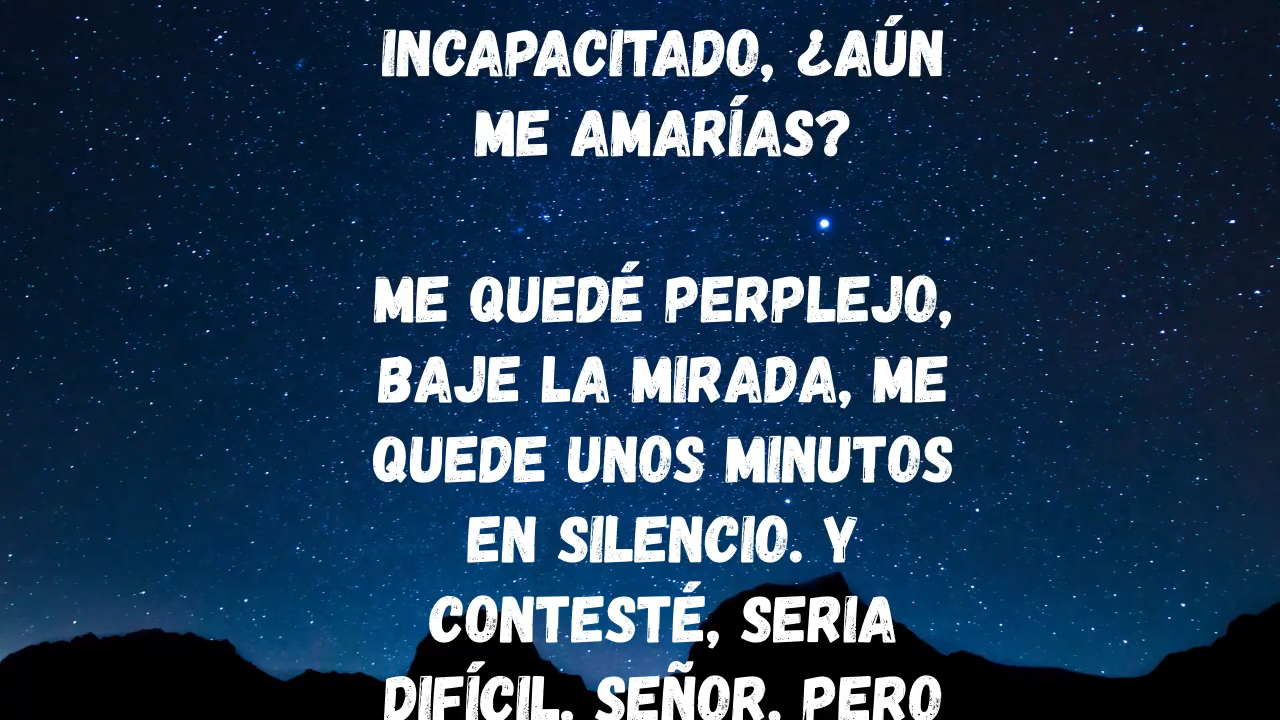 INCAPACITADO, ¿AÚN
ME AMARÍAS?
ME QUEDÉ PERPLEJO,
BAJE LA MIRADA, ME
QUEDE UNOS MINUTOS
EN SILENCIO. Y
CONTESTÉ, SERIA
DIFÍCIL, SEÑOR, PERO